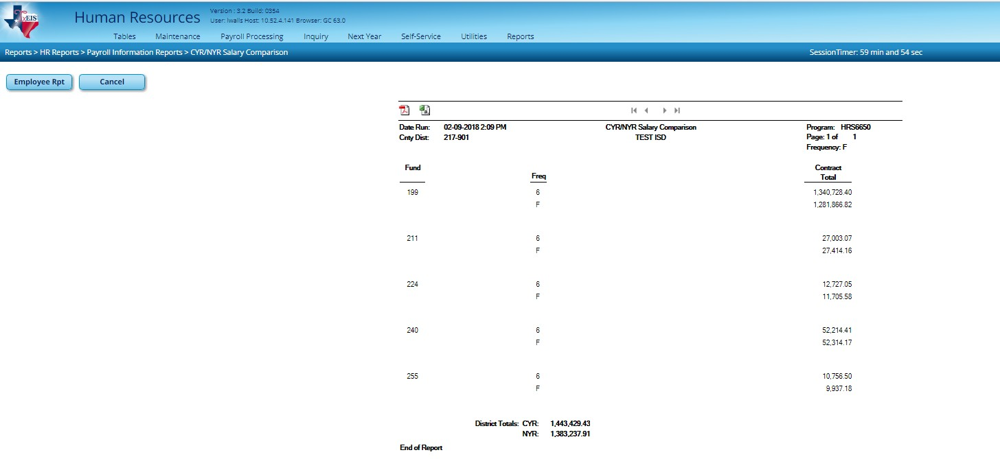 TxEIS
Human Resources
Version : 3.2 Build: 0354
User: lwalls Host: 10.52.4.141 Browser: GC 63.0
Tables Maintenance Payroll Processing Inquiry Next Year Self-Service Utilities Reports
Reports > HR Reports > Payroll Information Reports > CYR/NYR Salary Comparison SessionTimer: 59 min and 54 sec
Employee Rpt Cancel
Date Run: 02-09-2018 2:09 PM CYR/NYR Salary Comparison Program: HRS6650
Cnty Dist: 217-901 TEST ISD Page: 1 of 1
Frequency: F
Fund Contract
Freq Total
199 6 1,340,728.40
F 1,281,866.82
211 6 27,003.07
F 27,414.16
224 6 12,727.05
F 11,705.58
240 6 52,214.41
F 52,314.17
255 6 10,756.50
F 9,937.18
District Totals: CYR: 1,443,429.43
NYR: 1,383,237.91
End of Report